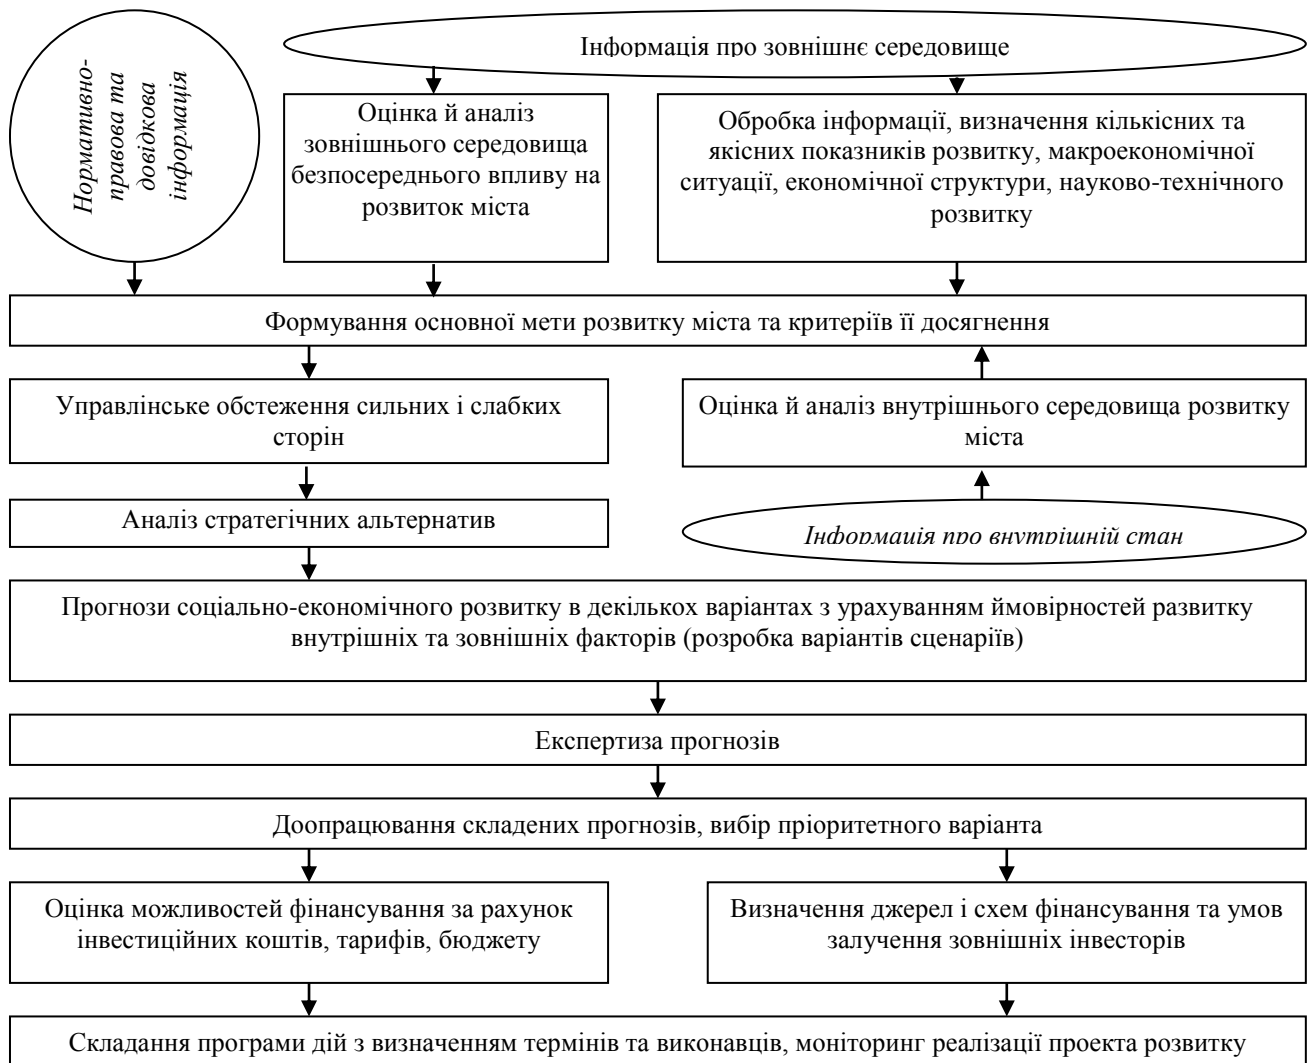 Нормативно-
правова та
довідкова
інформація
Інформація про зовнішнє середовище
Оцінка й аналіз
зовнішнього середовища
безпосереднього впливу на
розвиток міста
Обробка інформації, визначення кількісних та
якісних показників розвитку, макроекономічної
ситуації, економічної структури, науково-технічного
розвитку
Формування основної мети розвитку міста та критеріїв її досягнення
Управлінське обстеження сильних і слабких
сторін
Оцінка й аналіз внутрішнього середовища розвитку
міста
Аналіз стратегічних альтернатив
Інформація про внутрішній стан
Прогнози соціально-економічного розвитку в декількох варіантах з урахуванням ймовірностей развитку
внутрішніх та зовнішніх факторів (розробка варіантів сценаріїв)
Експертиза прогнозів
Доопрацювання складених прогнозів, вибір пріоритетного варіанта
Оцінка можливостей фінансування за рахунок
інвестиційних коштів, тарифів, бюджету
Визначення джерел і схем фінансування та умов
залучення зовнішніх інвесторів
Складання програми дій з визначенням термінів та виконавців, моніторинг реалізації проекта розвитку